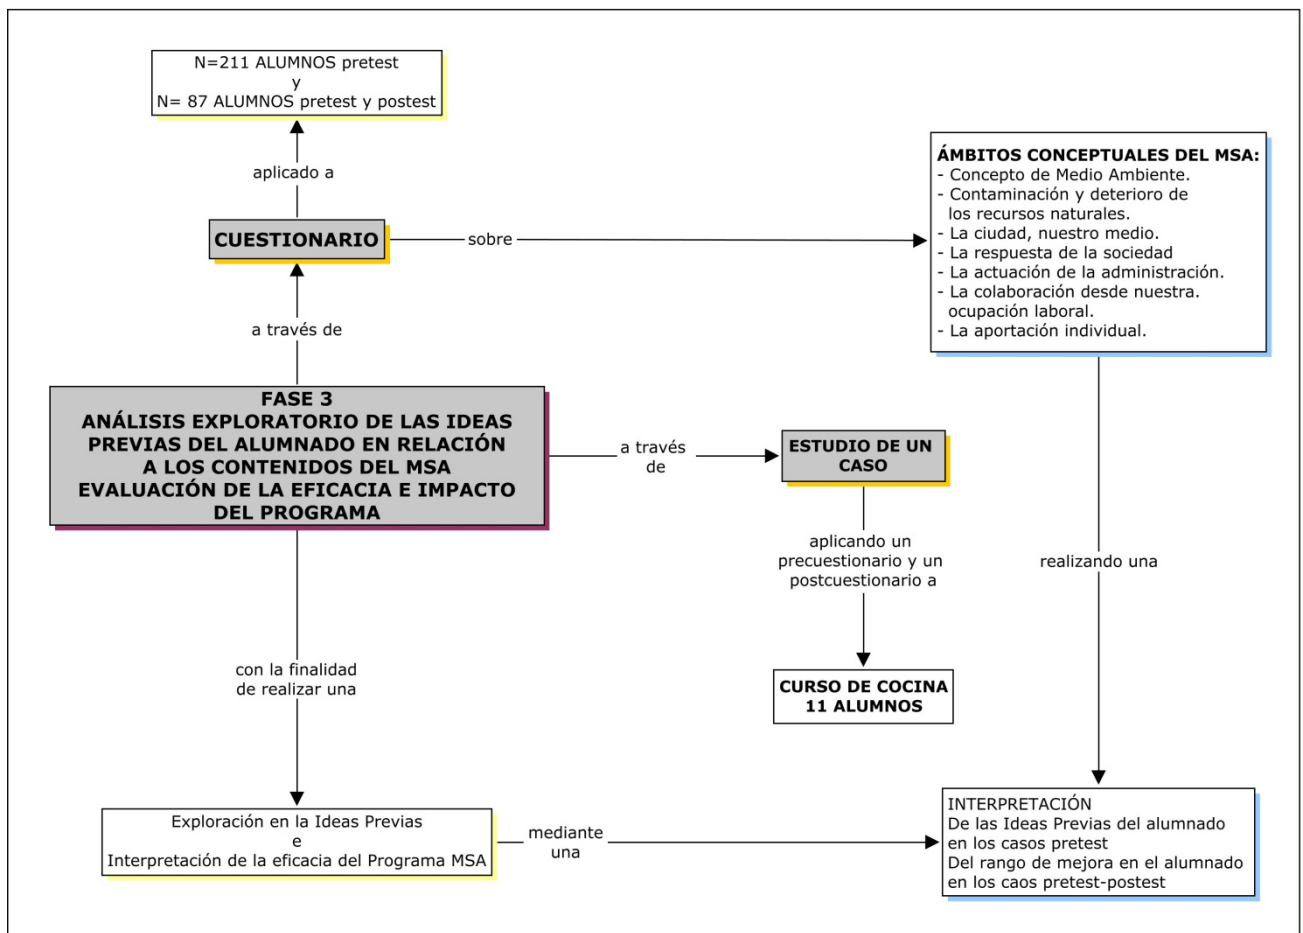 N=211 ALUMNOS pretest
y
N= 87 ALUMNOS pretest y postest
aplicado a
CUESTIONARIO
sobre
ÁMBITOS CONCEPTUALES DEL MSA:
- Concepto de Medio Ambiente.
- Contaminación y deterioro de
los recursos naturales.
- La ciudad, nuestro medio.
- La respuesta de la sociedad
- La actuación de la administración.
- La colaboración desde nuestra.
ocupación laboral.
- La aportación individual.
a través de
FASE 3
ANÁLISIS EXPLORATORIO DE LAS IDEAS
PREVIAS DEL ALUMNADO EN RELACIÓN
A LOS CONTENIDOS DEL MSA
EVALUACIÓN DE LA EFICACIA E IMPACTO
DEL PROGRAMA
a través
de
ESTUDIO DE UN
CASO
aplicando un
precuestionario y un
postcuestionario a
realizando una
CURSO DE COCINA
11 ALUMNOS
con la finalidad
de realizar una
Exploración en la Ideas Previas
e
Interpretación de la eficacia del Programa MSA
mediante
una
INTERPRETACIÓN
De las Ideas Previas del alumnado
en los casos pretest
Del rango de mejora en el alumnado
en los caos pretest-postest